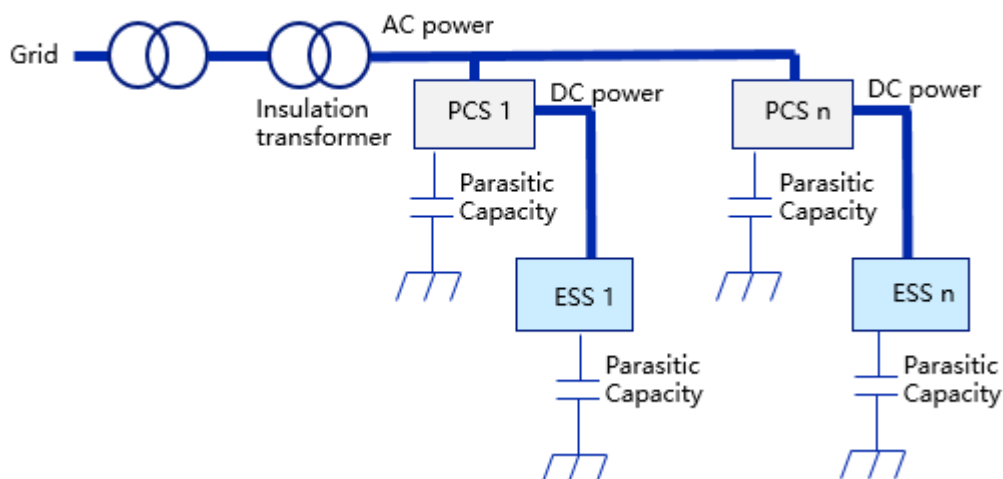 Grid
AC power
Insulation
transformer
PCS 1
DC power
PCS n
DC power
Parasitic
Capacity
Parasitic
Capacity
ESS 1
ESS n
Parasitic
Capacity
Parasitic
Capacity